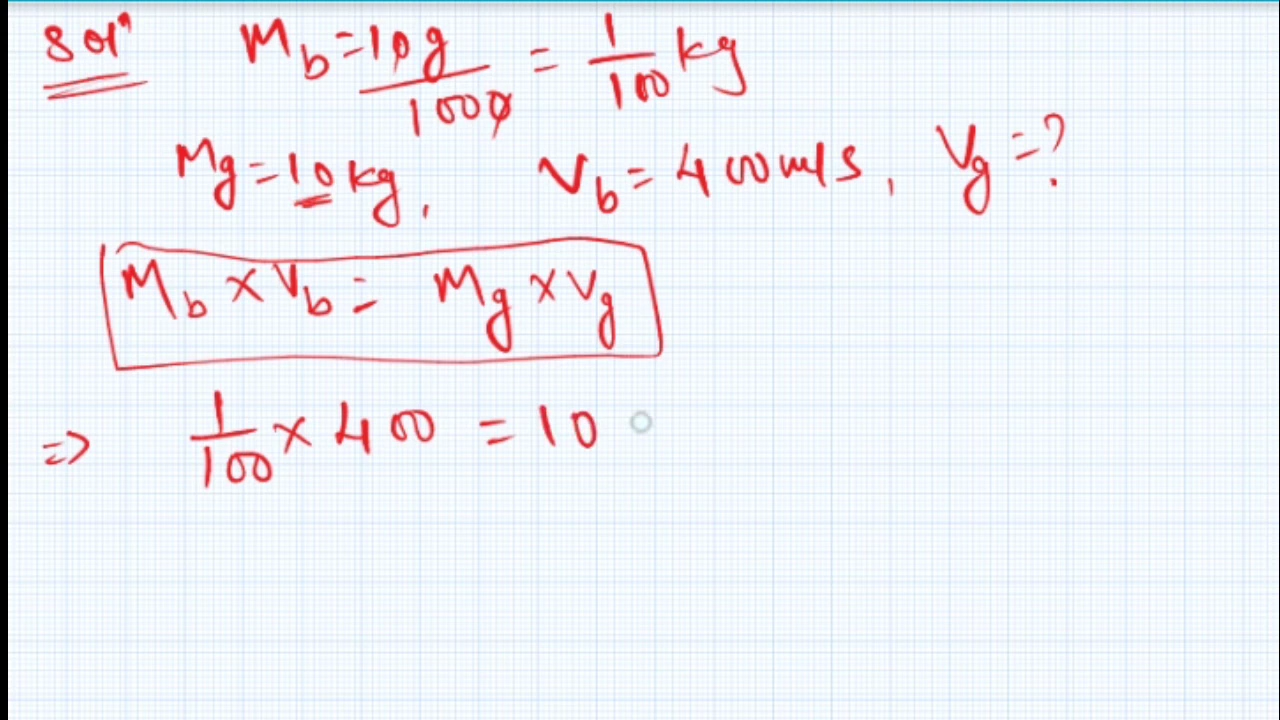 Solⁿ M_b = 10g/1000 = 1/100 kg
M_g = 10 kg, V_b = 400 m/s, V_g = ?
M_b × V_b = M_g × V_g
⇒ 1/100 × 400 = 10